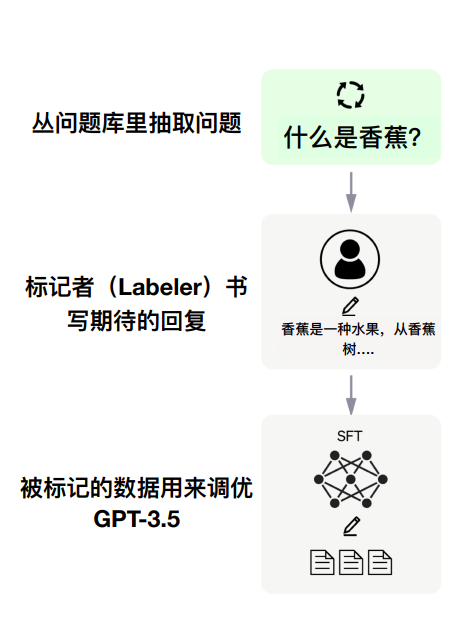 丛问题库里抽取问题
什么是香蕉?
标记者（Labeler）书
写期待的回复
香蕉是一种水果，从香蕉
树....
SFT
被标记的数据用来调优
GPT-3.5